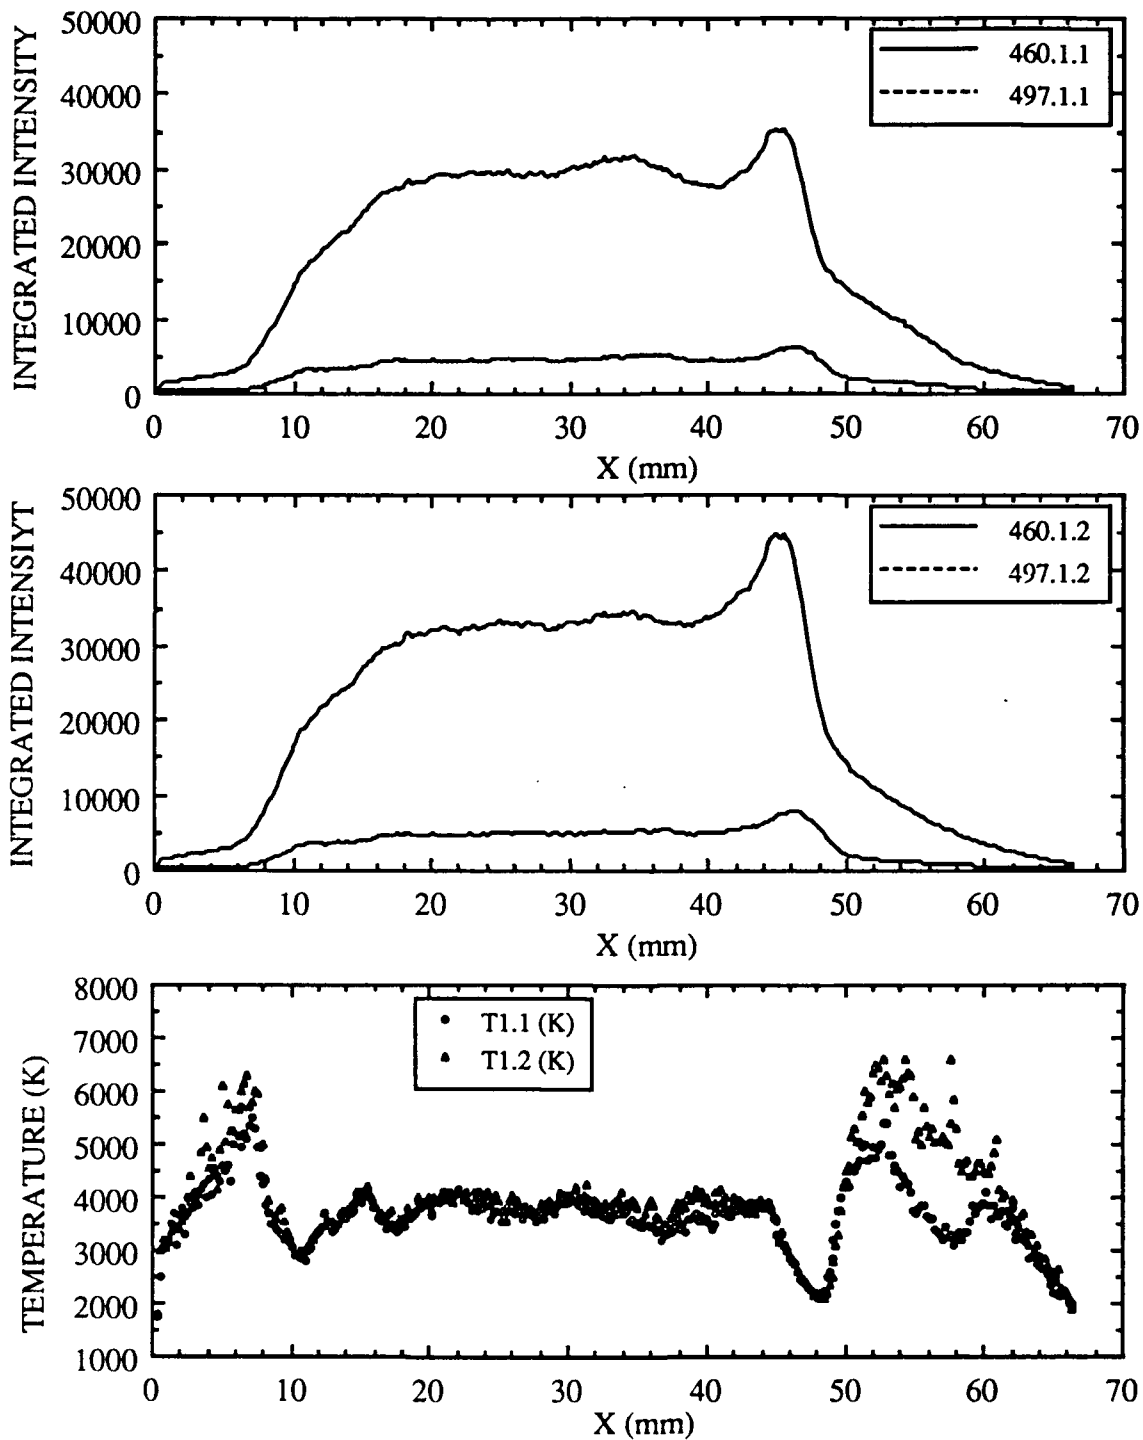 INTEGRATED INTENSITY
50000
40000
30000
20000
10000
0
460.1.1
497.1.1
0 10 20 30 40 50 60 70
X (mm)
INTEGRATED INTENSIYT
50000
40000
30000
20000
10000
0
460.1.2
497.1.2
0 10 20 30 40 50 60 70
X (mm)
TEMPERATURE (K)
8000
7000
6000
5000
4000
3000
2000
1000
T1.1 (K)
T1.2 (K)
0 10 20 30 40 50 60 70
X (mm)